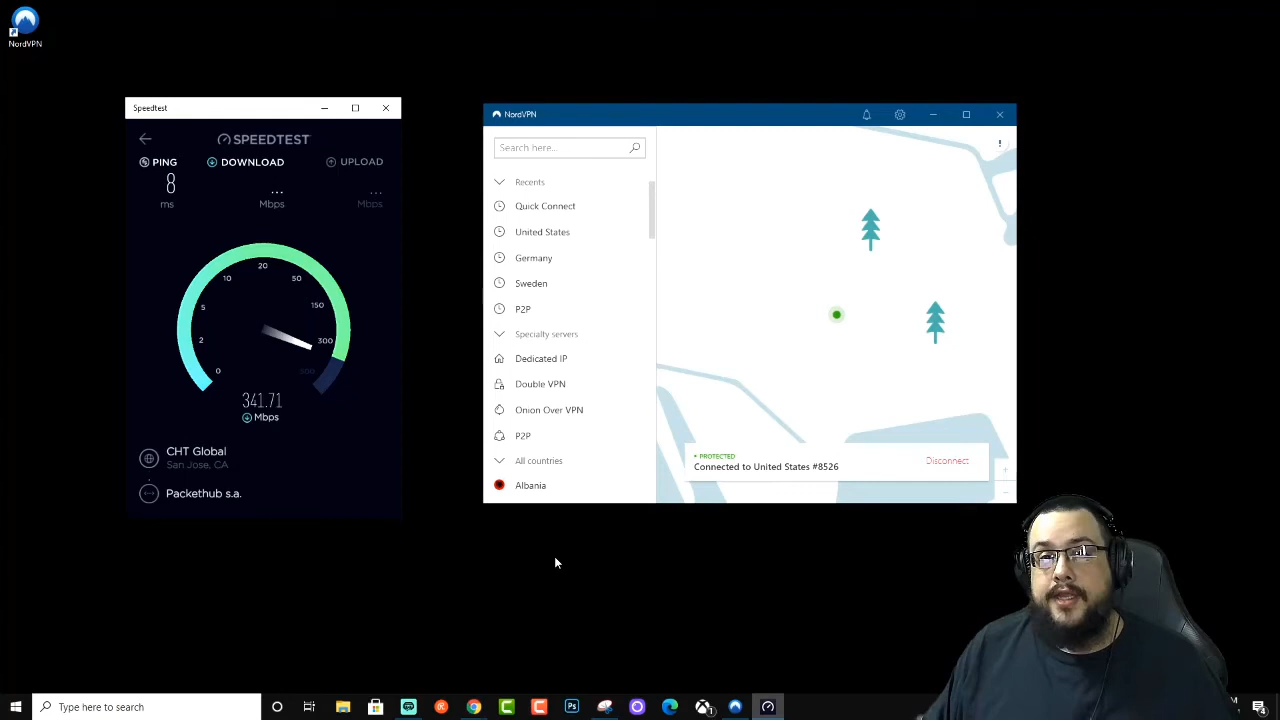 NordVPN
Speedtest
SPEEDTEST
PING
DOWNLOAD
UPLOAD
8
...
...
ms
Mbps
Mbps
0
2
5
10
20
50
150
300
500
341.71
Mbps
CHT Global
San Jose, CA
Packethub s.a.
NordVPN
Search here...
Recents
Quick Connect
United States
Germany
Sweden
P2P
Specialty servers
Dedicated IP
Double VPN
Onion Over VPN
P2P
All countries
Albania
PROTECTED
Connected to United States #8526
Disconnect
Type here to search
Ps